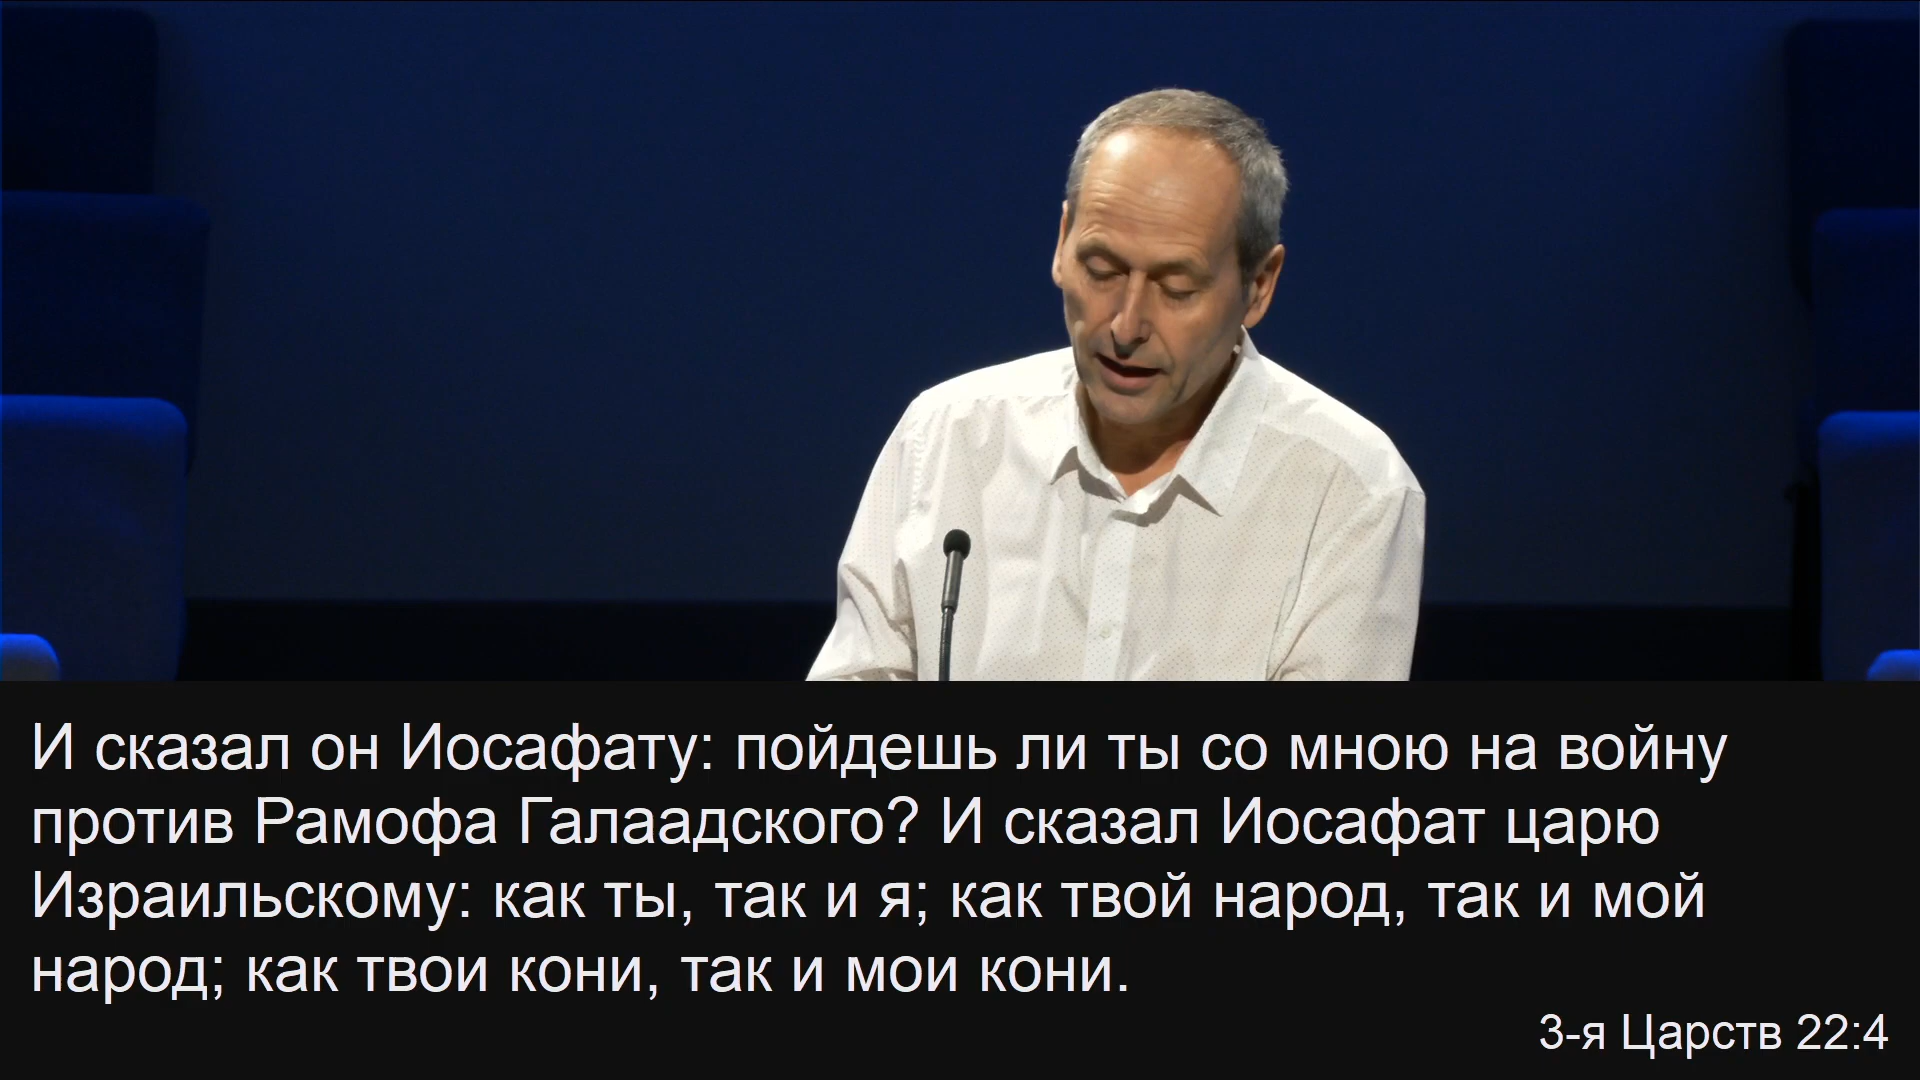 И сказал он Иосафату: пойдешь ли ты со мною на войну
против Рамофа Галаадского? И сказал Иосафат царю
Израильскому: как ты, так и я; как твой народ, так и мой
народ; как твои кони, так и мои кони.
3-я Царств 22:4